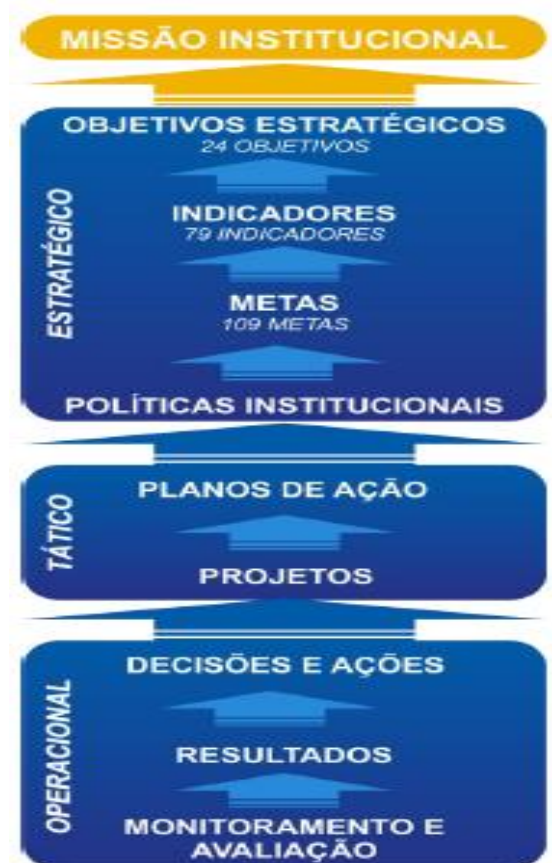 MISSÃO INSTITUCIONAL
ESTRATÉGICO
OBJETIVOS ESTRATÉGICOS
24 OBJETIVOS
INDICADORES
79 INDICADORES
METAS
109 METAS
POLÍTICAS INSTITUCIONAIS
TÁTICO
PLANOS DE AÇÃO
PROJETOS
OPERACIONAL
DECISÕES E AÇÕES
RESULTADOS
MONITORAMENTO E
AVALIAÇÃO